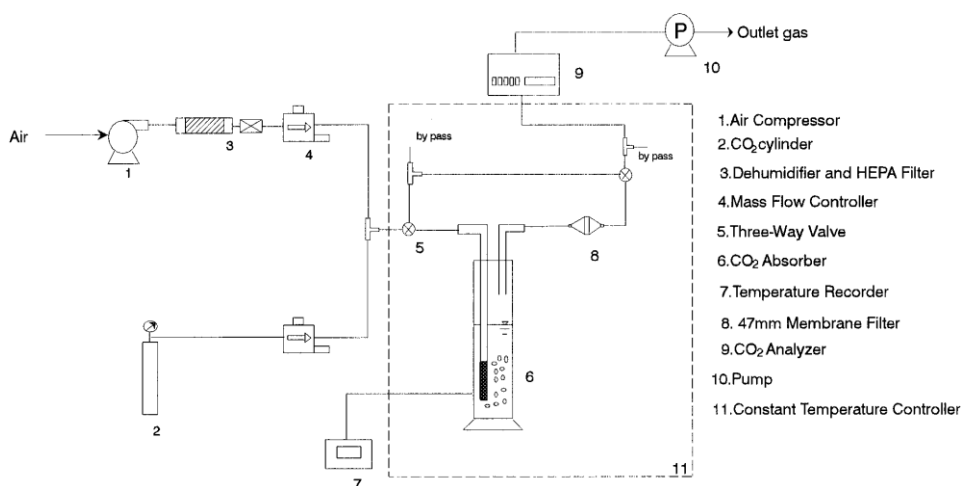 P
Outlet gas
10
9
Air
1
3
4
by pass
by pass
5
8
6
2
7
11
1.Air Compressor
2.CO2cylinder
3.Dehumidifier and HEPA Filter
4.Mass Flow Controller
5.Three-Way Valve
6.CO2 Absorber
7.Temperature Recorder
8. 47mm Membrane Filter
9.CO2 Analyzer
10.Pump
11.Constant Temperature Controller